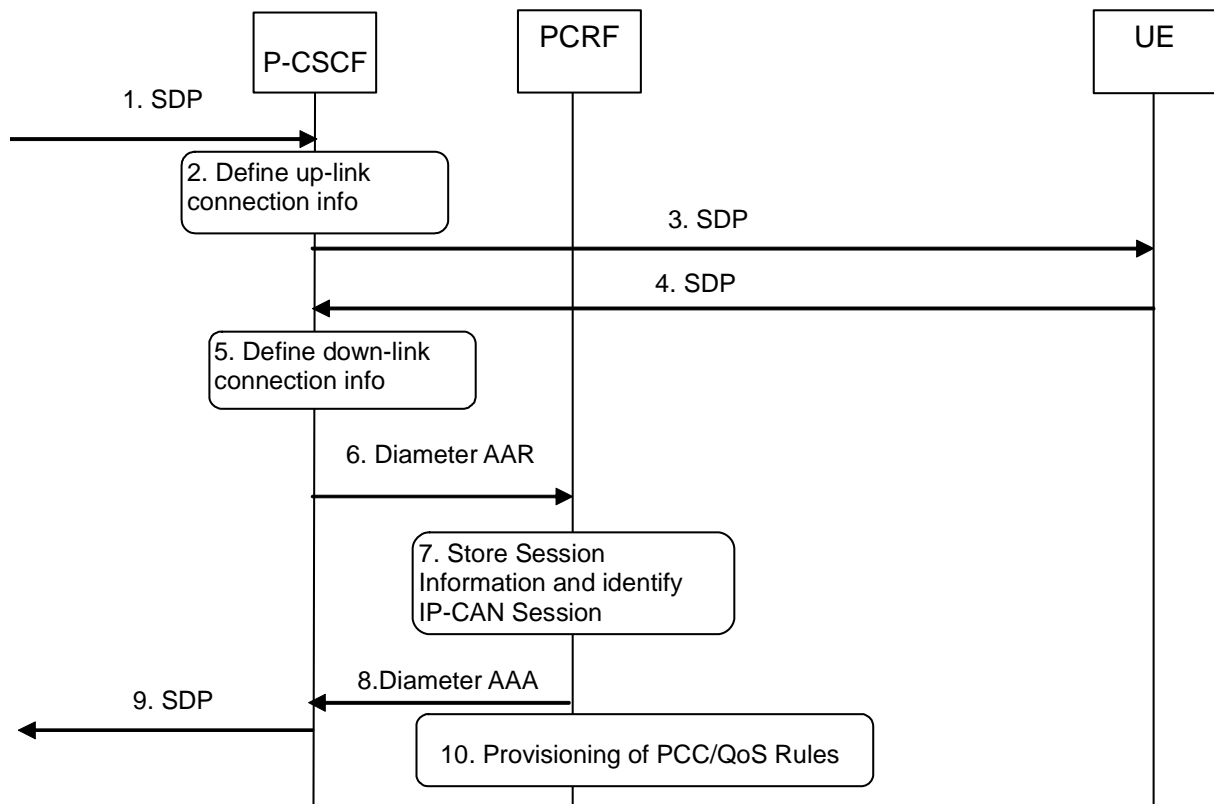 P-CSCF
PCRF
UE
1. SDP
2. Define up-link
connection info
3. SDP
4. SDP
5. Define down-link
connection info
6. Diameter AAR
7. Store Session
Information and identify
IP-CAN Session
8.Diameter AAA
9. SDP
10. Provisioning of PCC/QoS Rules